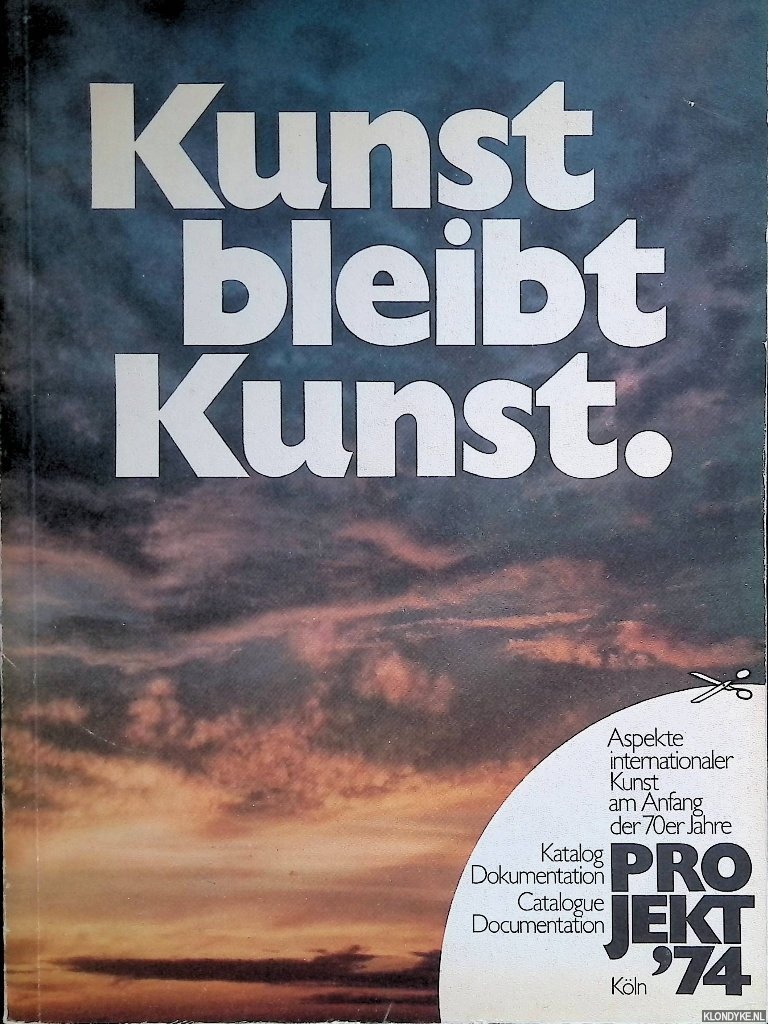 Kunst
bleibt
Kunst.
Aspekte
internationaler
Kunst
am Anfang
der 70er Jahre
Katalog
Dokumentation
Catalogue
Documentation
PRO
JEKT
'74
Köln
KLONDYKE.NL